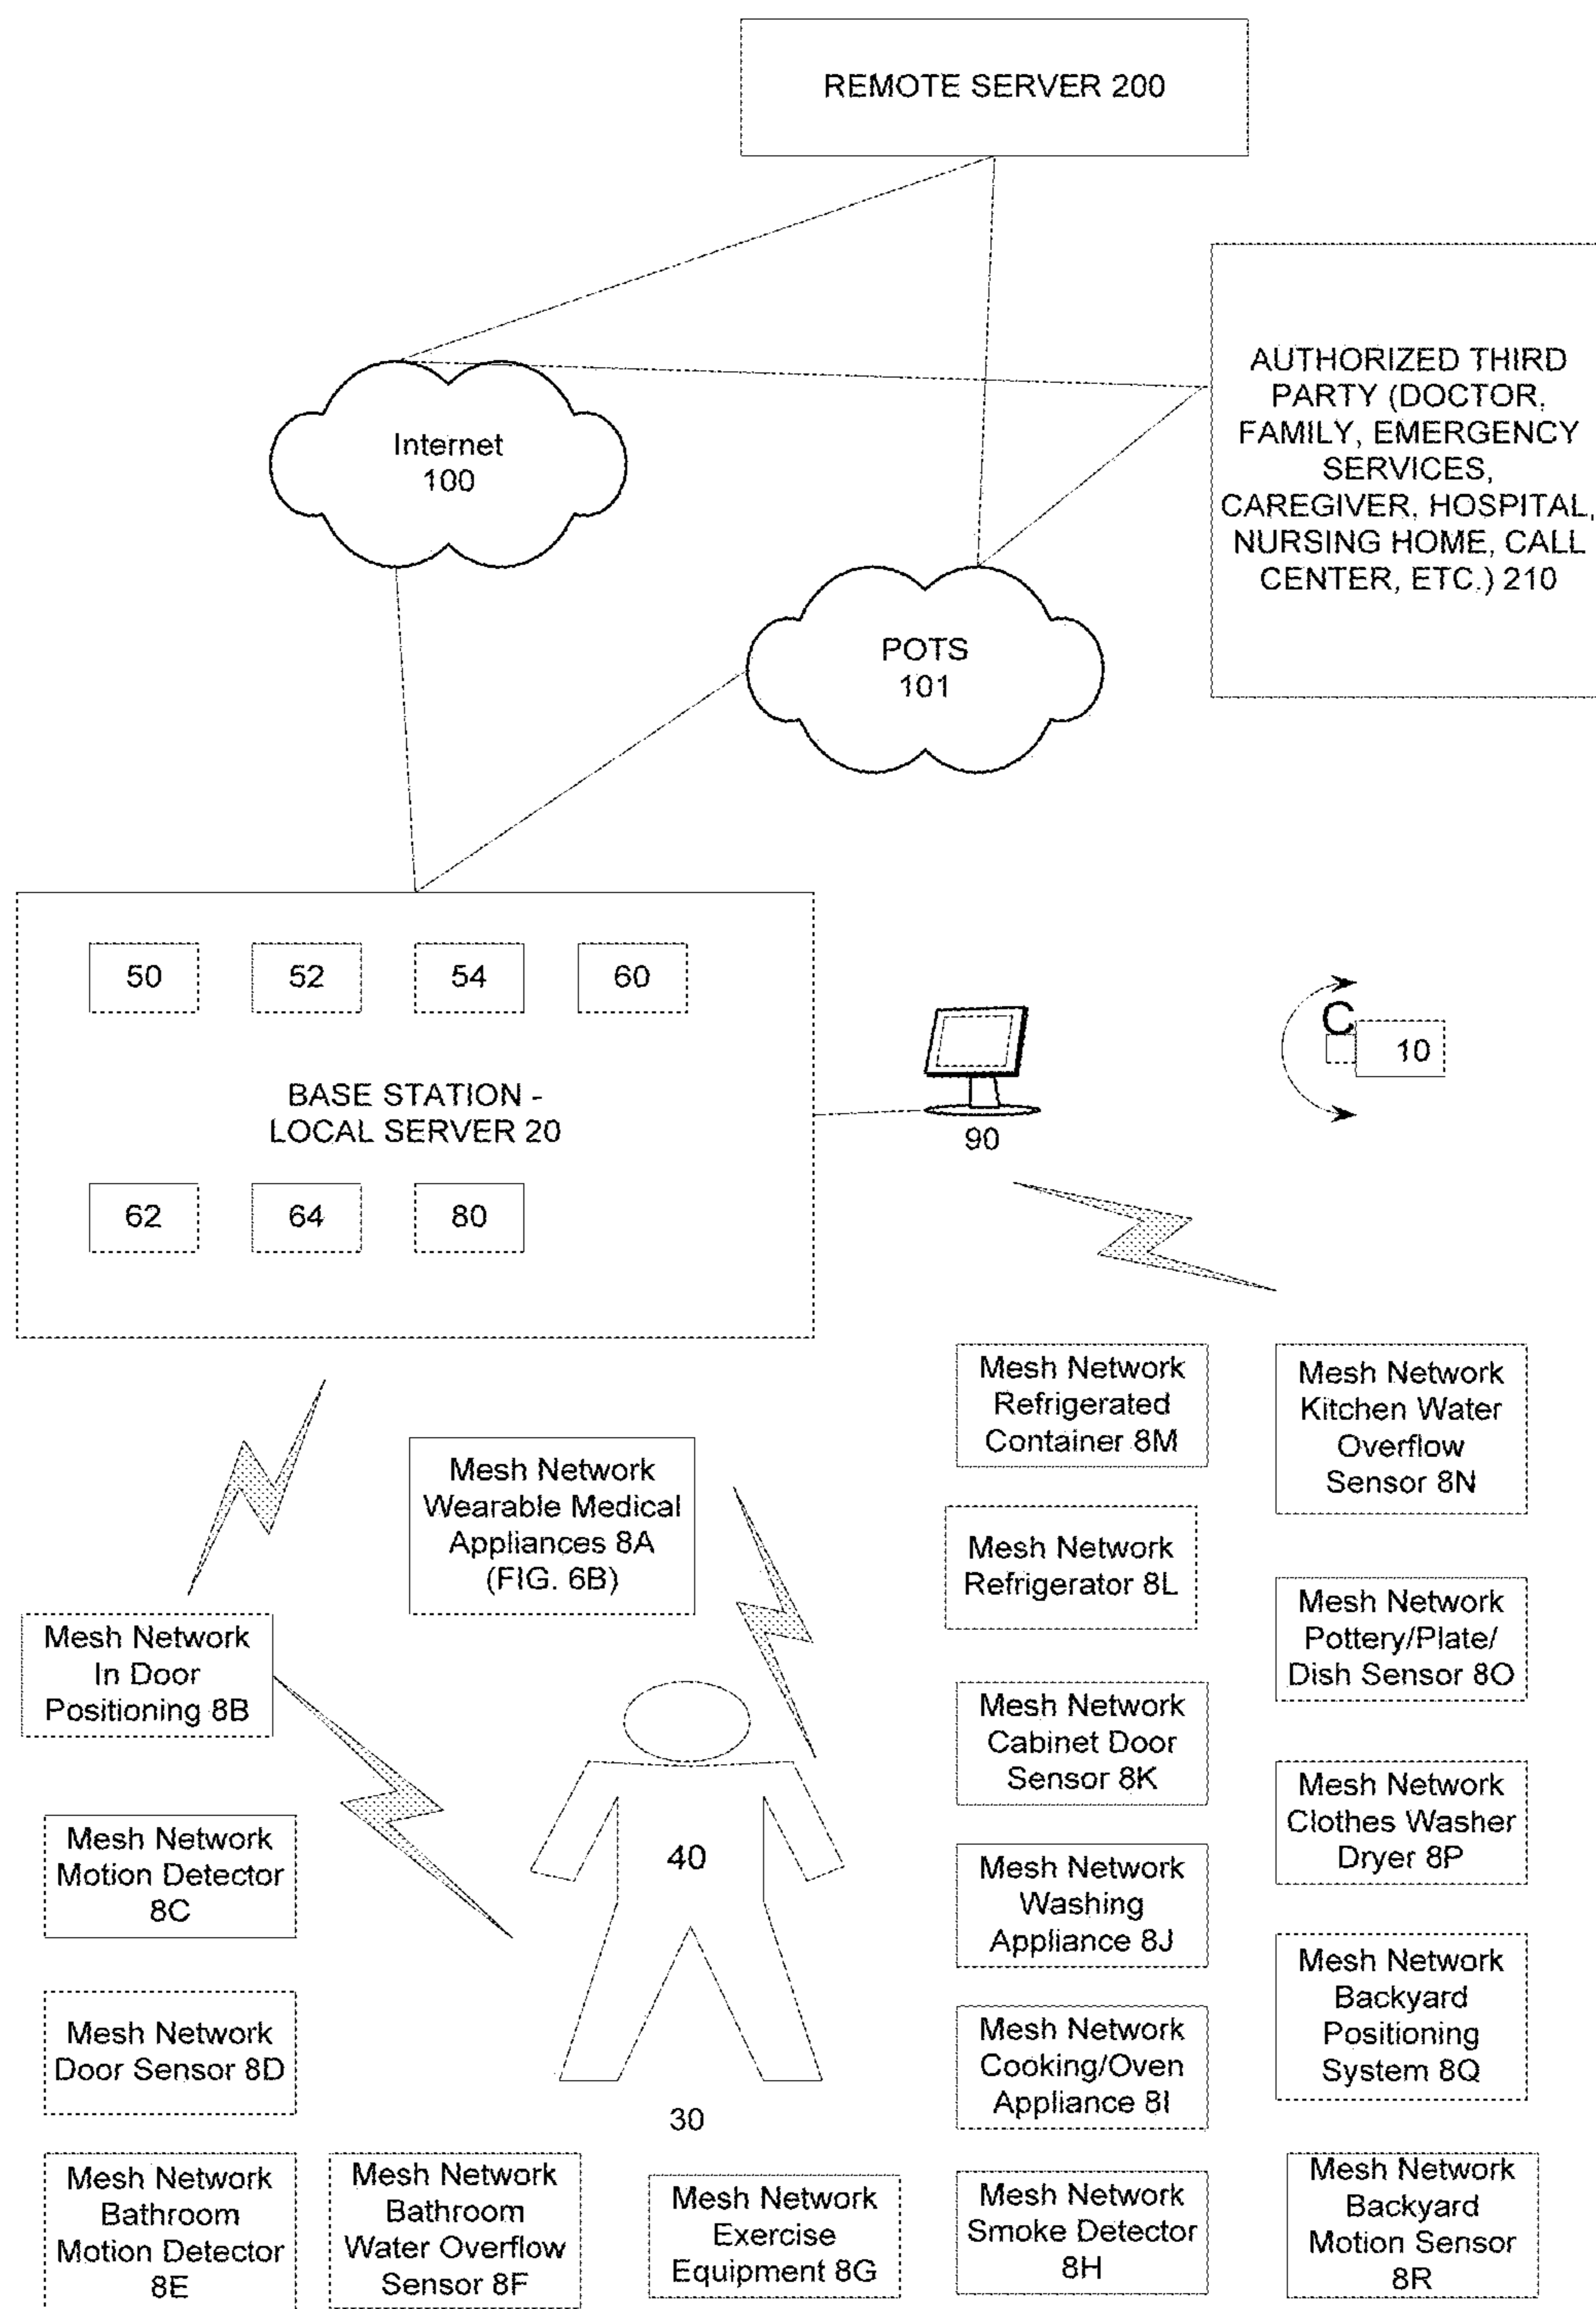 REMOTE SERVER 200
AUTHORIZED THIRD
PARTY (DOCTOR,
FAMILY, EMERGENCY
SERVICES,
CAREGIVER, HOSPITAL,
NURSING HOME, CALL
CENTER, ETC.) 210
Internet
100
POTS
101
50
52
54
60
BASE STATION -
LOCAL SERVER 20
62
64
80
90
C
10
Mesh Network
Wearable Medical
Appliances 8A
(FIG. 6B)
Mesh Network
In Door
Positioning 8B
Mesh Network
Motion Detector
8C
Mesh Network
Door Sensor 8D
Mesh Network
Bathroom
Motion Detector
8E
Mesh Network
Bathroom
Water Overflow
Sensor 8F
40
30
Mesh Network
Exercise
Equipment 8G
Mesh Network
Refrigerated
Container 8M
Mesh Network
Refrigerator 8L
Mesh Network
Cabinet Door
Sensor 8K
Mesh Network
Washing
Appliance 8J
Mesh Network
Cooking/Oven
Appliance 8I
Mesh Network
Smoke Detector
8H
Mesh Network
Kitchen Water
Overflow
Sensor 8N
Mesh Network
Pottery/Plate/
Dish Sensor 8O
Mesh Network
Clothes Washer
Dryer 8P
Mesh Network
Backyard
Positioning
System 8Q
Mesh Network
Backyard
Motion Sensor
8R